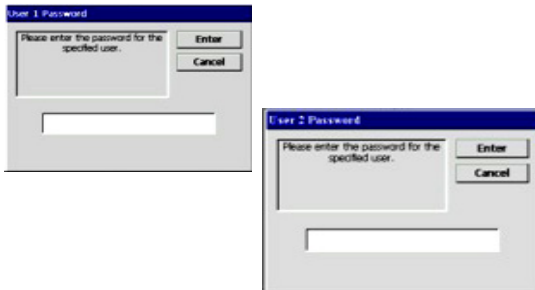 User 1 Password
Please enter the password for the
specified user.
Enter
Cancel
User 2 Password
Please enter the password for the
specified user.
Enter
Cancel